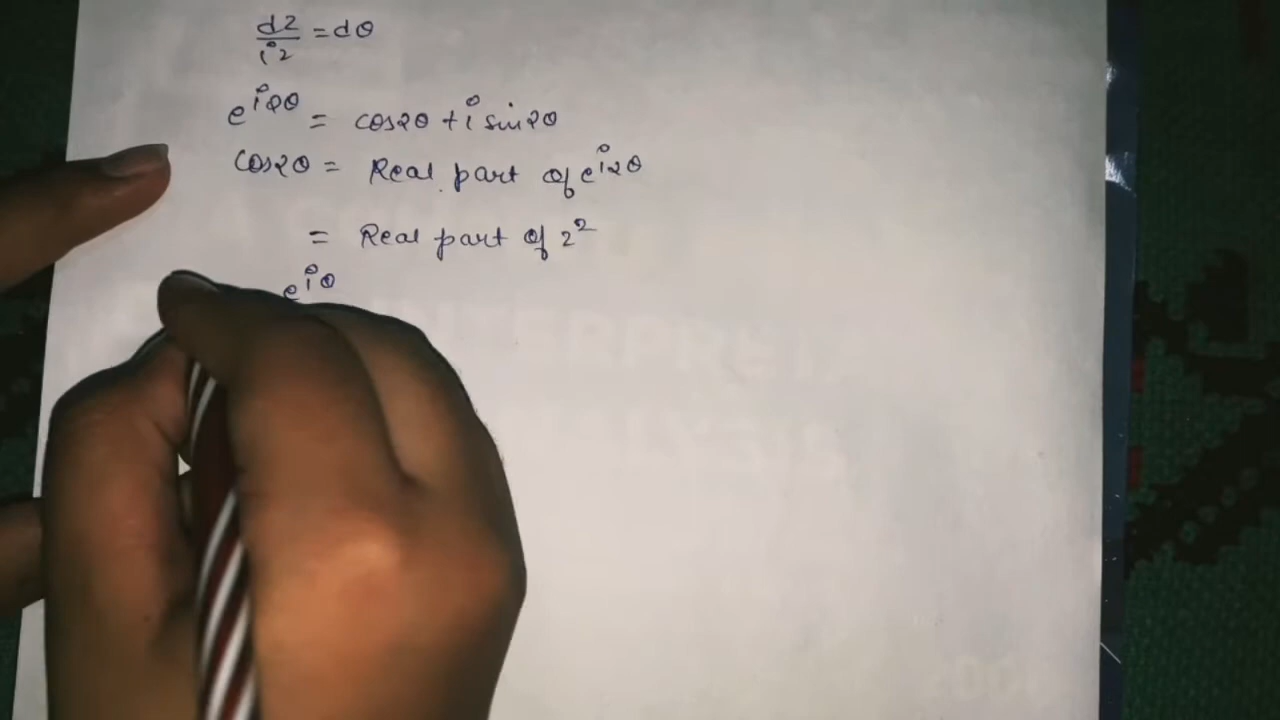 dz/iz = dθ
e^{i2θ} = cos2θ + i sin2θ
cos2θ = Real part of e^{i2θ}
= Real part of z^2
e^{iθ}